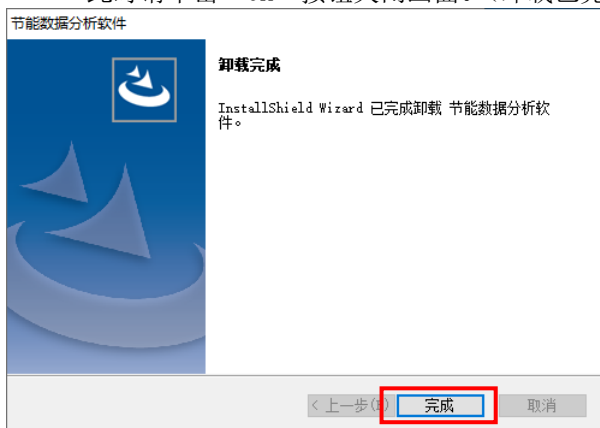 节能数据分析软件
卸载完成
InstallShield Wizard 已完成卸载 节能数据分析软
件。
< 上一步(
完成
取消